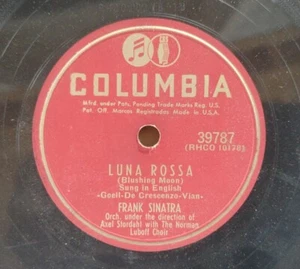 COLUMBIA
Mfd. under Pats. Pending Trade Marks Reg. U.S.
Pat. Off. Marcas Registradas Made in U.S.A.
39787
(RHCO 10120)
LUNA ROSSA
(Blushing Moon)
Sung in English
-Goell-De Crescenzo-Vian-
FRANK SINATRA
Orch. under the direction of
Axel Stordahl with The Norman
Luboff Choir